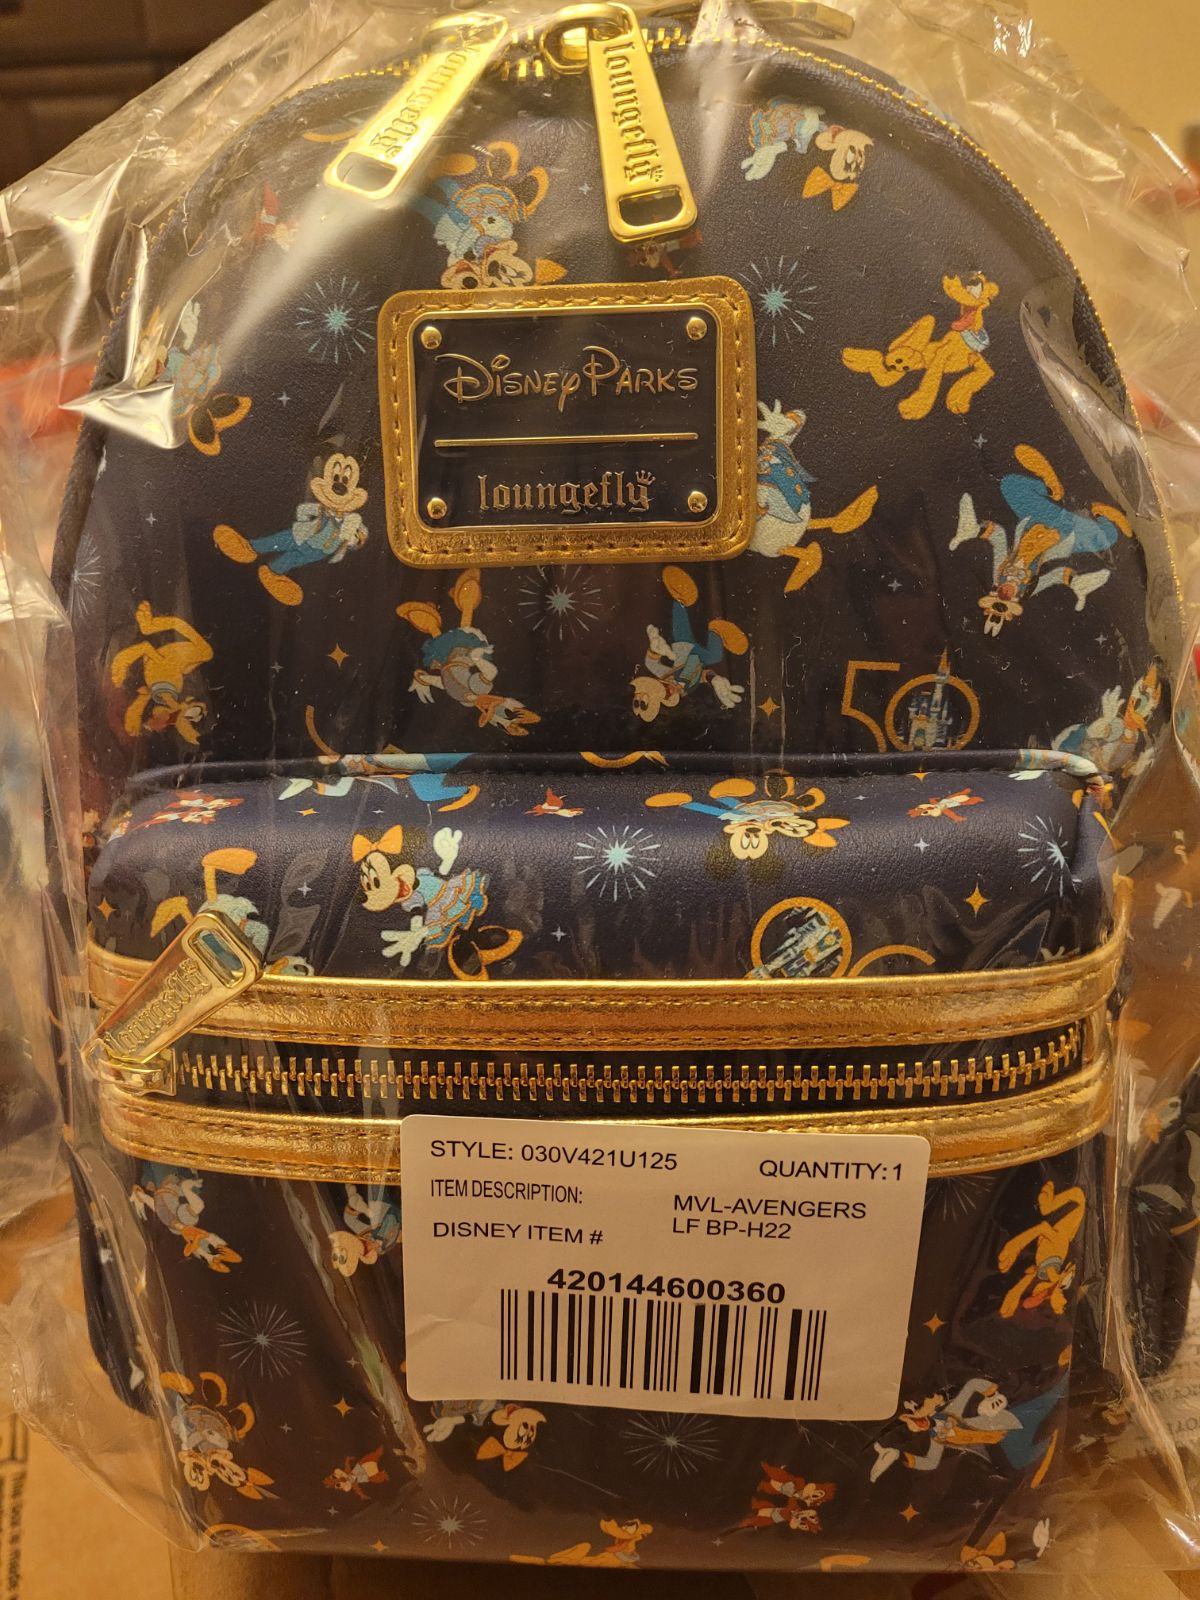 loungefly
loungefly
Disney Parks
loungefly
50
loungefly
STYLE: 030V421U125
QUANTITY: 1
ITEM DESCRIPTION:
MVL-AVENGERS
LF BP-H22
DISNEY ITEM #
420144600360